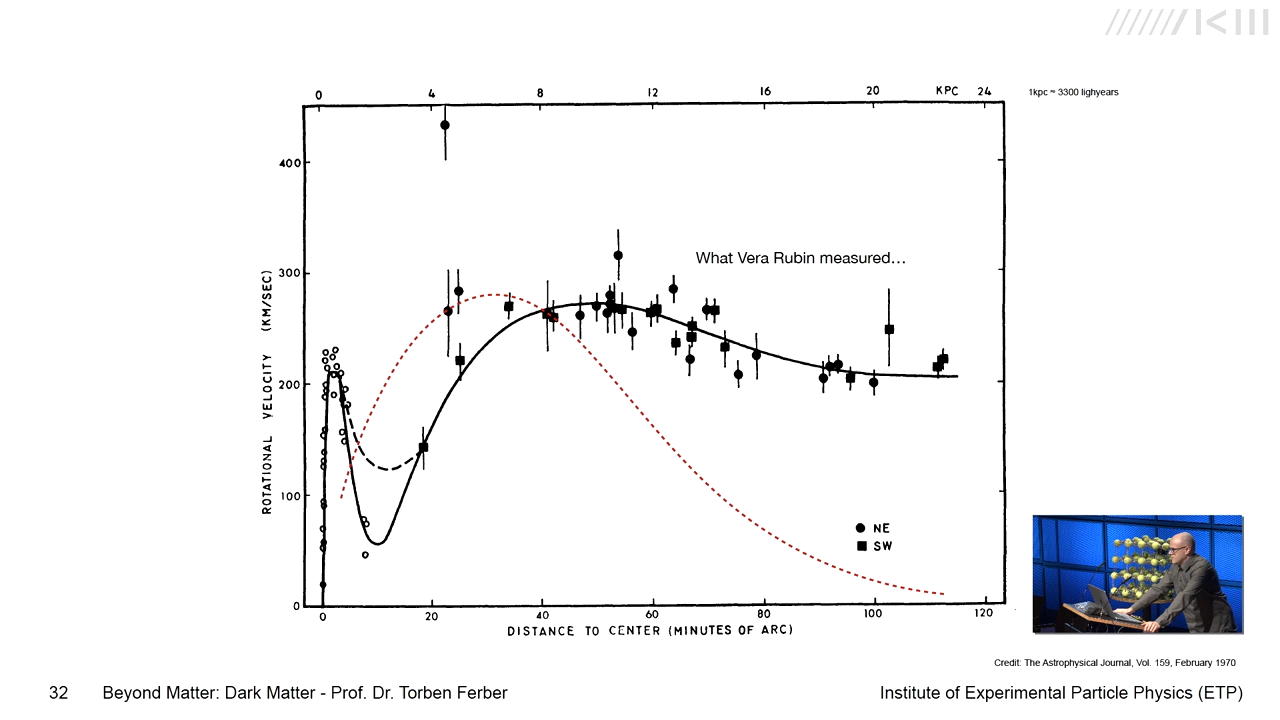 0 4 8 12 16 20 KPC 24
1kpc ≈ 3300 lighyears
400
What Vera Rubin measured…
300
ROTATIONAL VELOCITY (KM/SEC)
200
100
NE
SW
0
0 20 40 60 80 100 120
DISTANCE TO CENTER (MINUTES OF ARC)
Credit: The Astrophysical Journal, Vol. 159, February 1970
32 Beyond Matter: Dark Matter - Prof. Dr. Torben Ferber
Institute of Experimental Particle Physics (ETP)